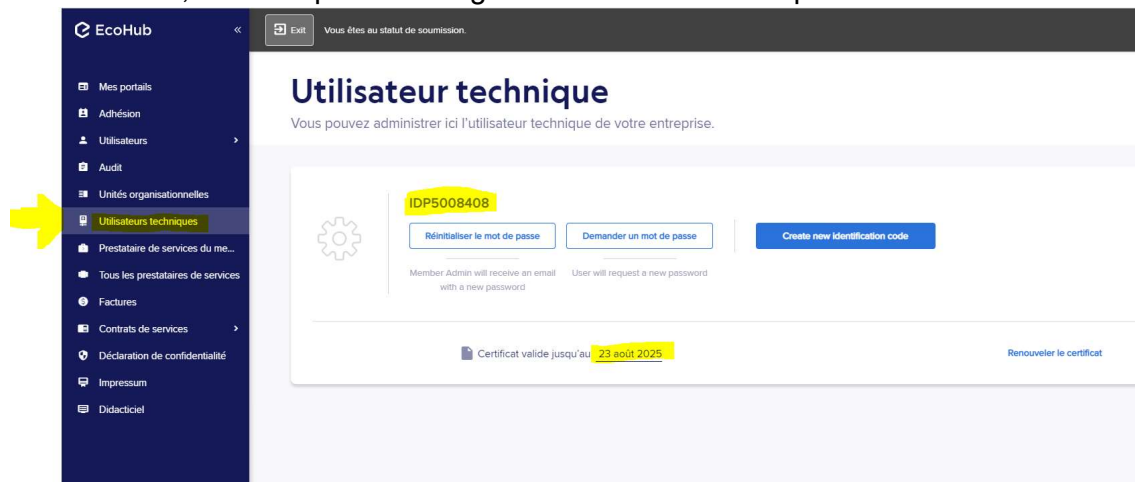 EcoHub
«
Exit
Vous êtes au statut de soumission.
Mes portails
Adhésion
Utilisateurs
Audit
Unités organisationnelles
Utilisateurs techniques
Prestataire de services du me...
Tous les prestataires de services
Factures
Contrats de services
Déclaration de confidentialité
Impressum
Didacticiel
Utilisateur technique
Vous pouvez administrer ici l'utilisateur technique de votre entreprise.
IDP5008408
Réinitialiser le mot de passe
Demander un mot de passe
Create new identification code
Member Admin will receive an email
with a new password
User will request a new password
Certificat valide jusqu'au 23 août 2025
Renouveler le certificat